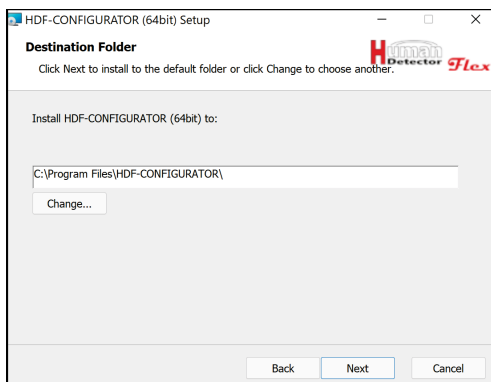 HDF-CONFIGURATOR (64bit) Setup
Destination Folder
Click Next to install to the default folder or click Change to choose another.
Human
Detector Flex
Install HDF-CONFIGURATOR (64bit) to:
C:\Program Files\HDF-CONFIGURATOR\
Change...
Back Next Cancel